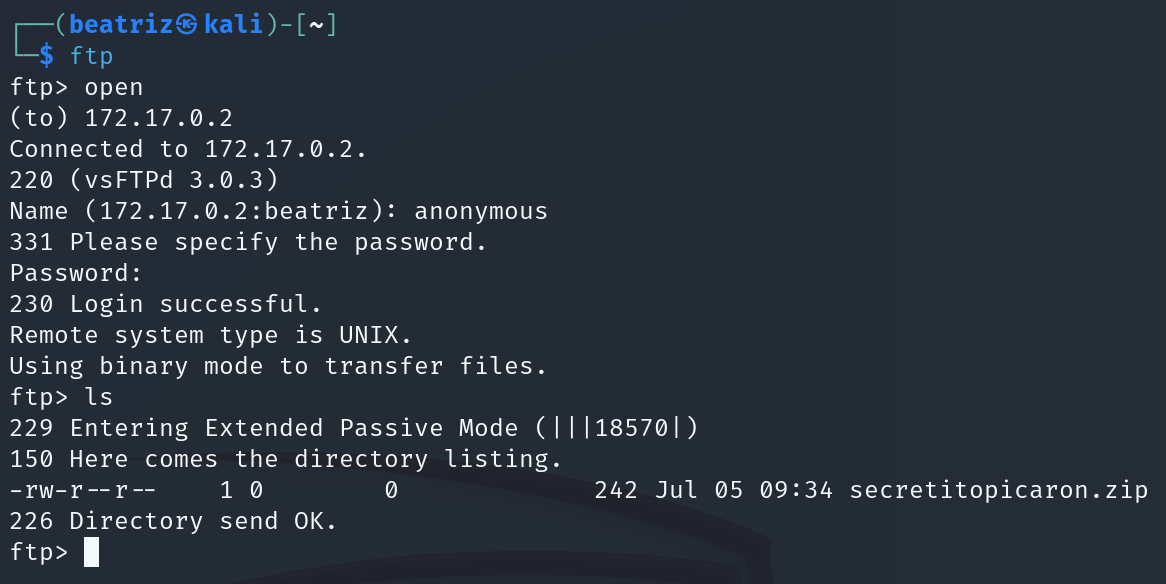 ┌──(beatriz㉿kali)-[~]
└─$ ftp
ftp> open
(to) 172.17.0.2
Connected to 172.17.0.2.
220 (vsFTPd 3.0.3)
Name (172.17.0.2:beatriz): anonymous
331 Please specify the password.
Password:
230 Login successful.
Remote system type is UNIX.
Using binary mode to transfer files.
ftp> ls
229 Entering Extended Passive Mode (|||18570|)
150 Here comes the directory listing.
-rw-r--r--    1 0        0             242 Jul 05 09:34 secretitopicaron.zip
226 Directory send OK.
ftp>